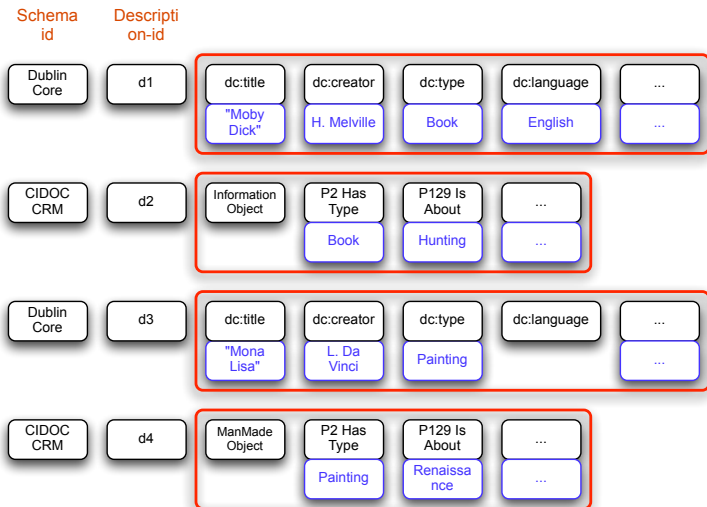 Schema
id
Descripti
on-id
Dublin
Core
d1
dc:title
dc:creator
dc:type
dc:language
...
"Moby
Dick"
H. Melville
Book
English
...
CIDOC
CRM
d2
Information
Object
P2 Has
Type
P129 Is
About
...
Book
Hunting
...
Dublin
Core
d3
dc:title
dc:creator
dc:type
dc:language
...
"Mona
Lisa"
L. Da
Vinci
Painting
...
CIDOC
CRM
d4
ManMade
Object
P2 Has
Type
P129 Is
About
...
Painting
Renaissa
nce
...